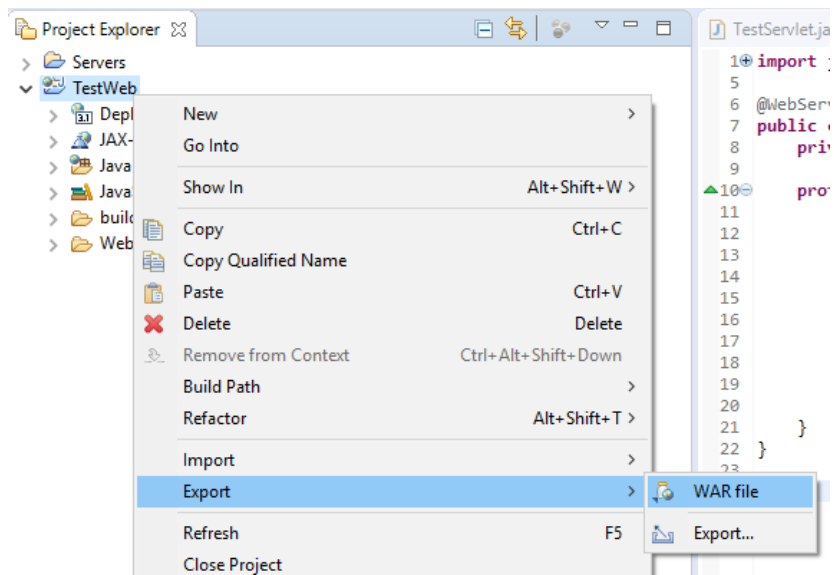 Project Explorer
TestServlet.ja
Servers
TestWeb
Depl
JAX-
Java
Java
build
Web
New
Go Into
Show In Alt+Shift+W
Copy Ctrl+C
Copy Qualified Name
Paste Ctrl+V
Delete Delete
Remove from Context Ctrl+Alt+Shift+Down
Build Path
Refactor Alt+Shift+T
Import
Export
Refresh F5
Close Project
WAR file
Export...
1 import j
5
6 @WebServ
7 public c
8 priv
9
10 prot
11
12
13
14
15
16
17
18
19
20
21 }
22 }
23